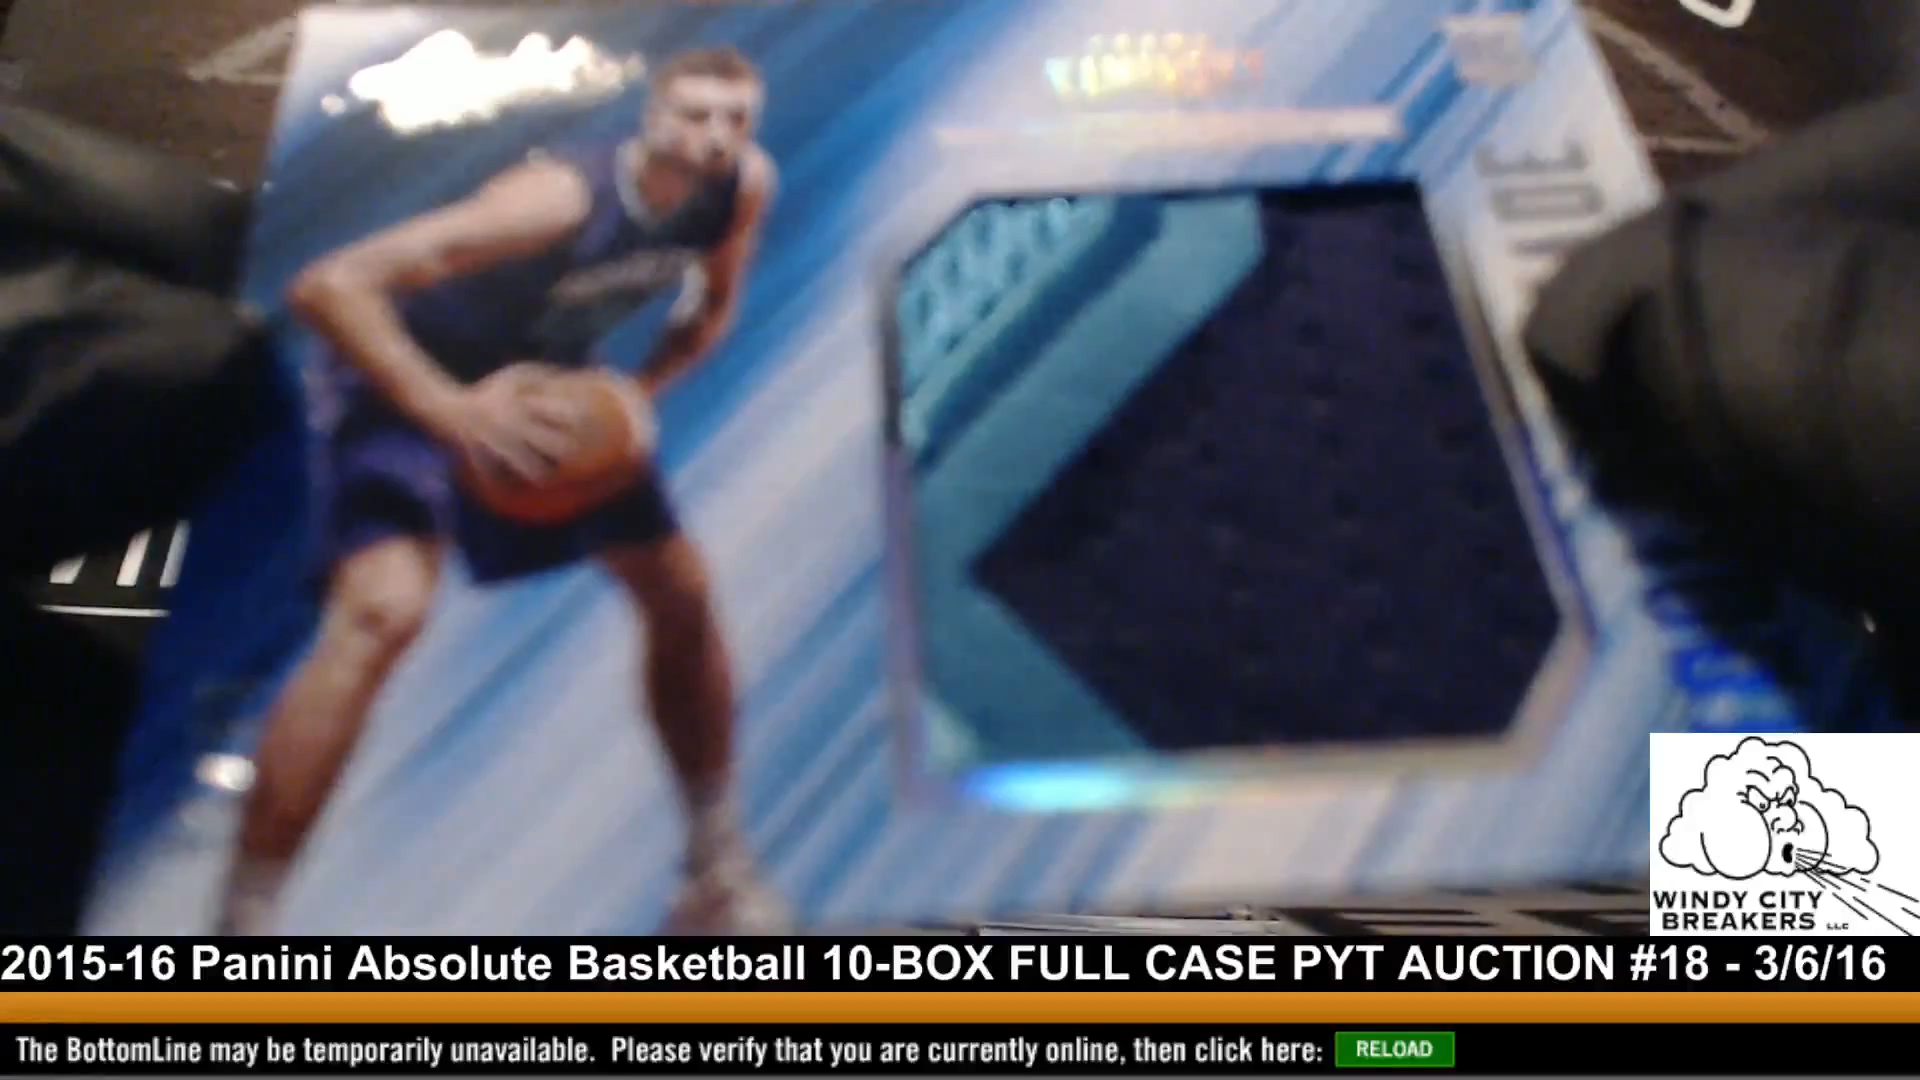 WINDY CITY
BREAKERS LLC
2015-16 Panini Absolute Basketball 10-BOX FULL CASE PYT AUCTION #18 - 3/6/16
The BottomLine may be temporarily unavailable. Please verify that you are currently online, then click here: RELOAD